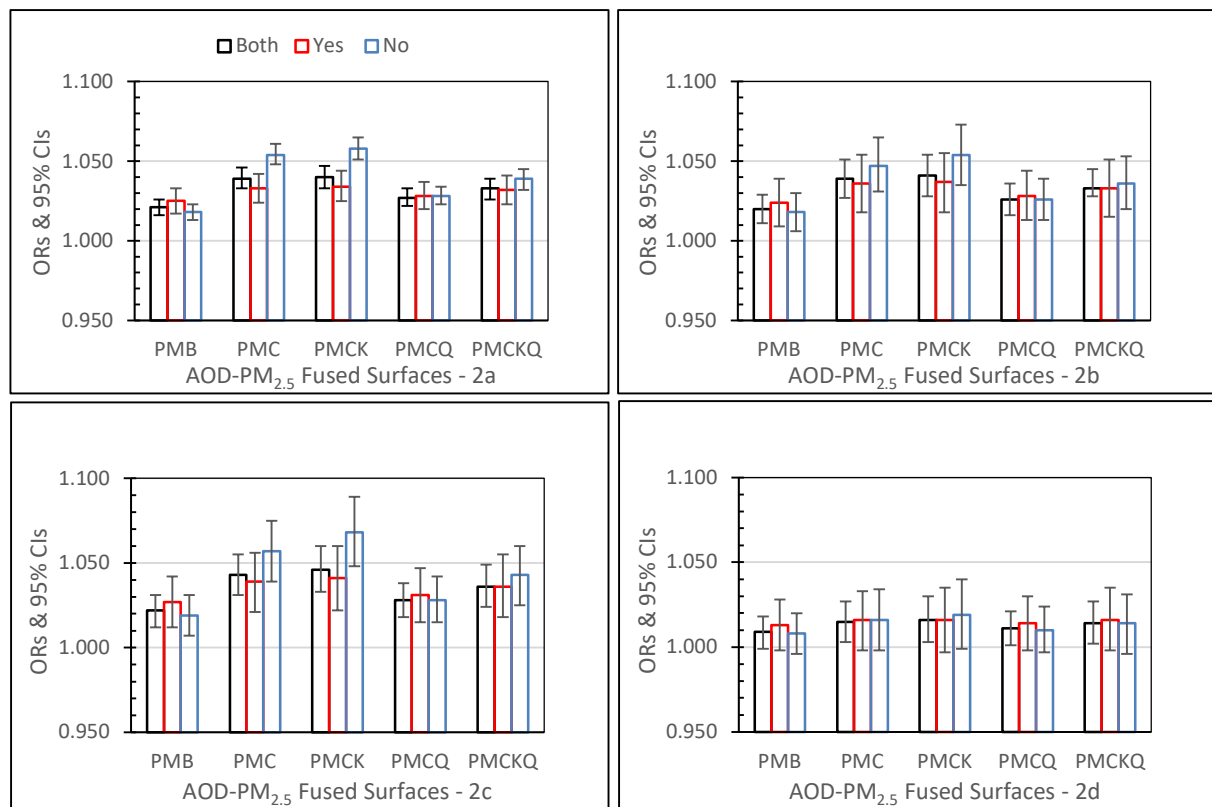 Both Yes No
ORs & 95% CIs
1.100
1.050
1.000
0.950
PMB PMC PMCK PMCQ PMCKQ
AOD-PM2.5 Fused Surfaces - 2a
ORs & 95% CIs
1.100
1.050
1.000
0.950
PMB PMC PMCK PMCQ PMCKQ
AOD-PM2.5 Fused Surfaces - 2b
ORs & 95% CIs
1.100
1.050
1.000
0.950
PMB PMC PMCK PMCQ PMCKQ
AOD-PM2.5 Fused Surfaces - 2c
ORs & 95% CIs
1.100
1.050
1.000
0.950
PMB PMC PMCK PMCQ PMCKQ
AOD-PM2.5 Fused Surfaces - 2d